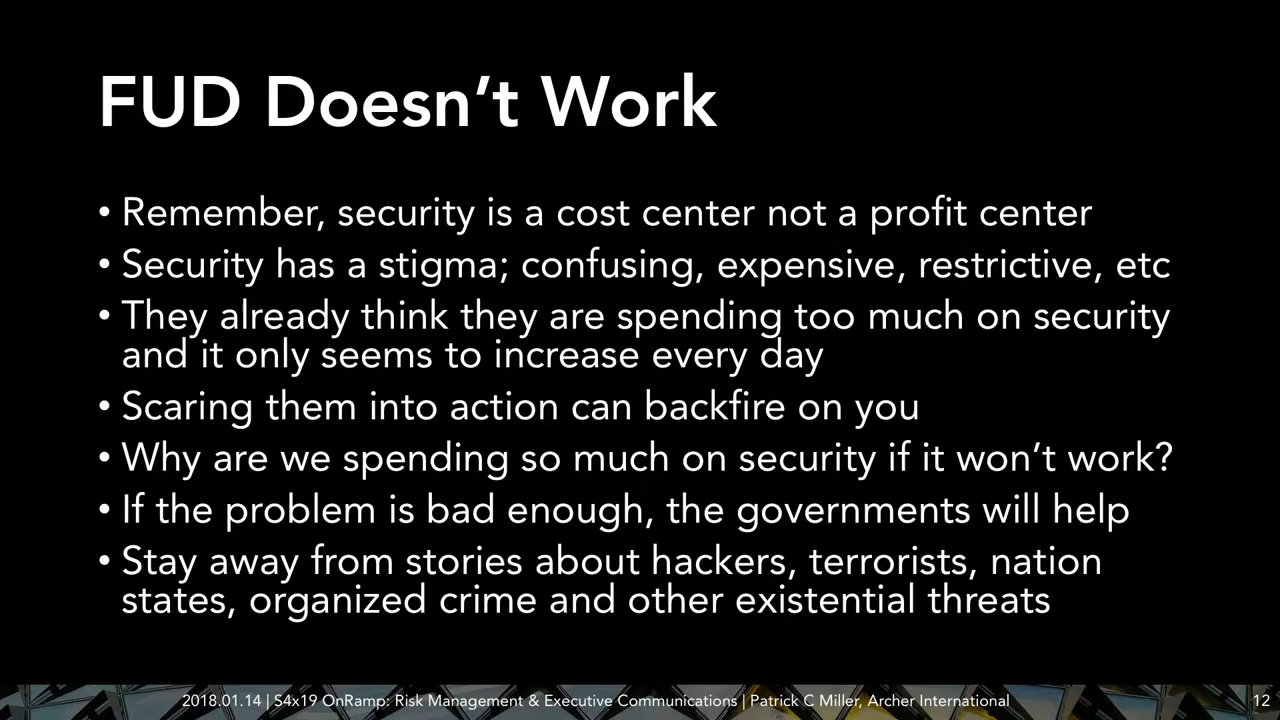 FUD Doesn’t Work
• Remember, security is a cost center not a profit center
• Security has a stigma; confusing, expensive, restrictive, etc
• They already think they are spending too much on security
and it only seems to increase every day
• Scaring them into action can backfire on you
• Why are we spending so much on security if it won’t work?
• If the problem is bad enough, the governments will help
• Stay away from stories about hackers, terrorists, nation
states, organized crime and other existential threats
2018.01.14 | S4x19 OnRamp: Risk Management & Executive Communications | Patrick C Miller, Archer International 12